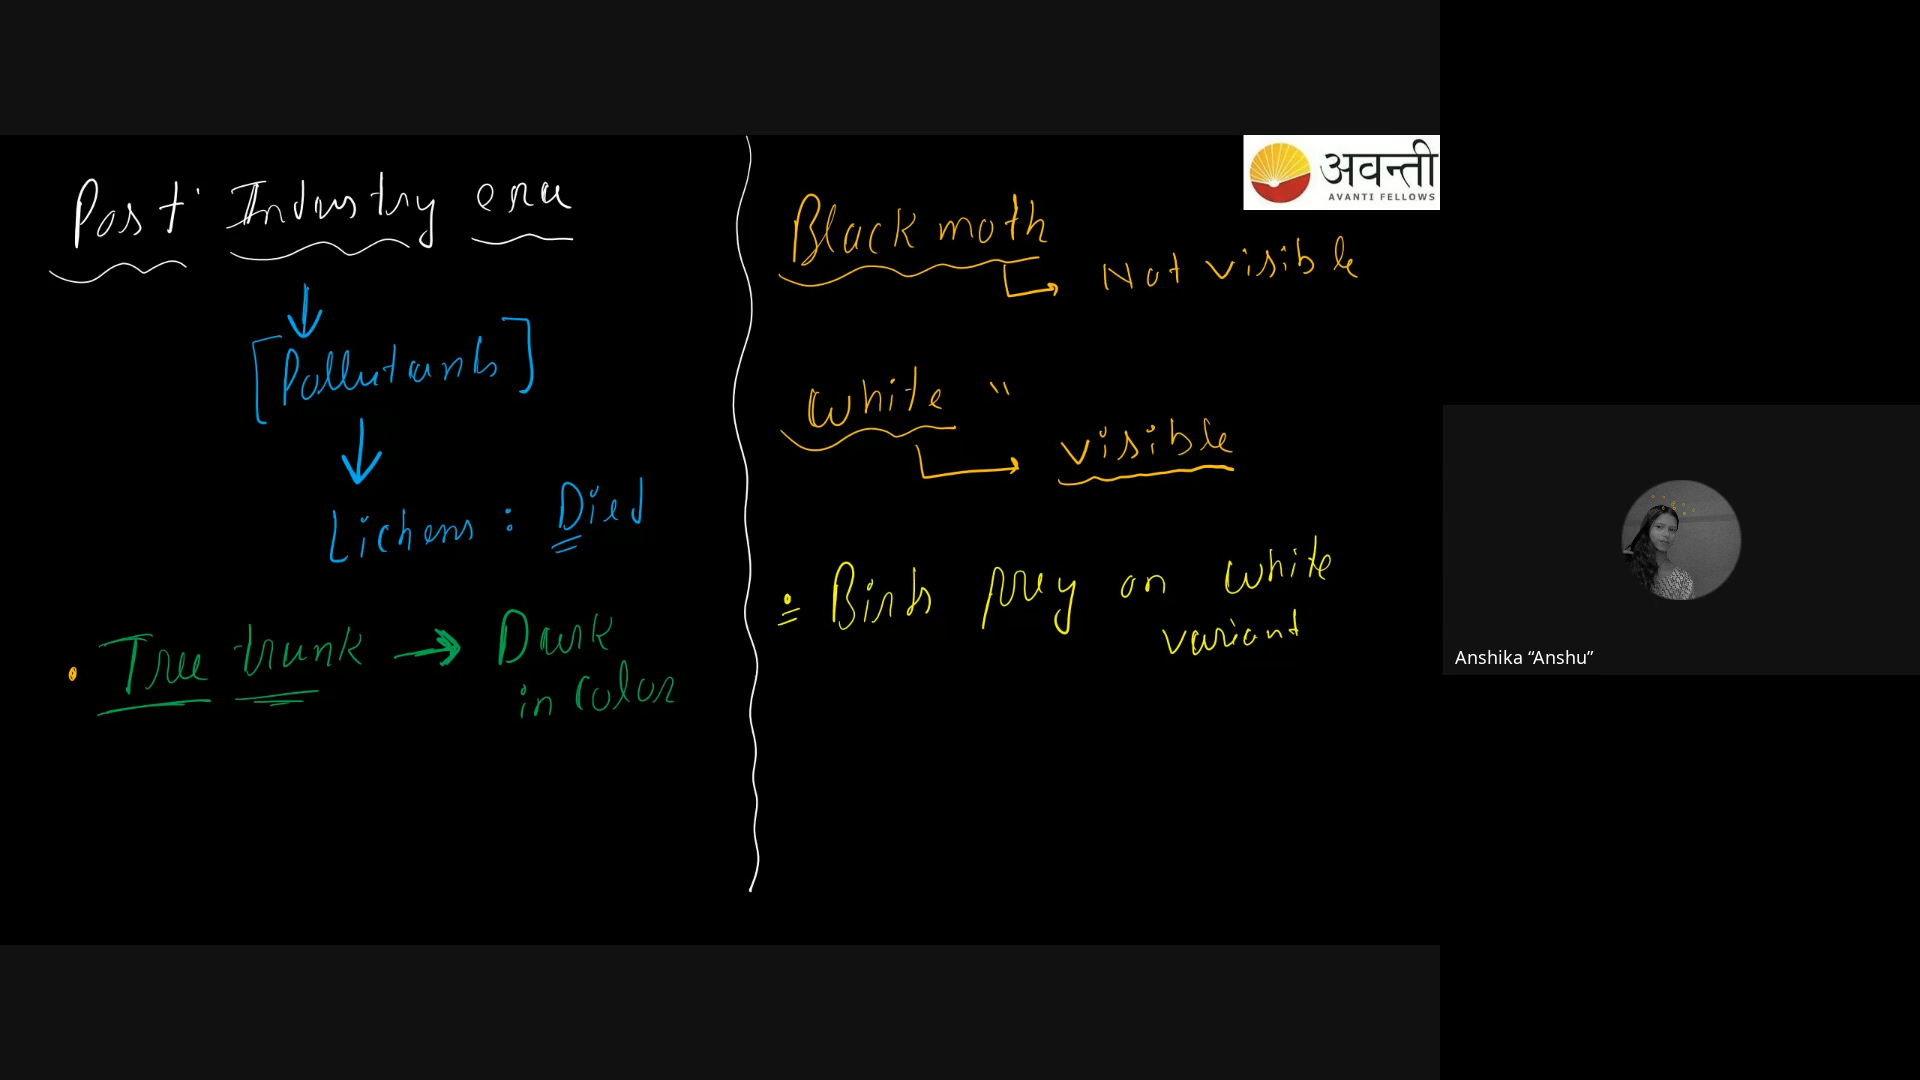 Post Industry era
[Pollutants]
Lichens : Died
Tree trunk → Dark
in color
अवन्ती
AVANTI FELLOWS
Black moth
Not visible
White "
visible
Birds prey on white
variant
Anshika “Anshu”